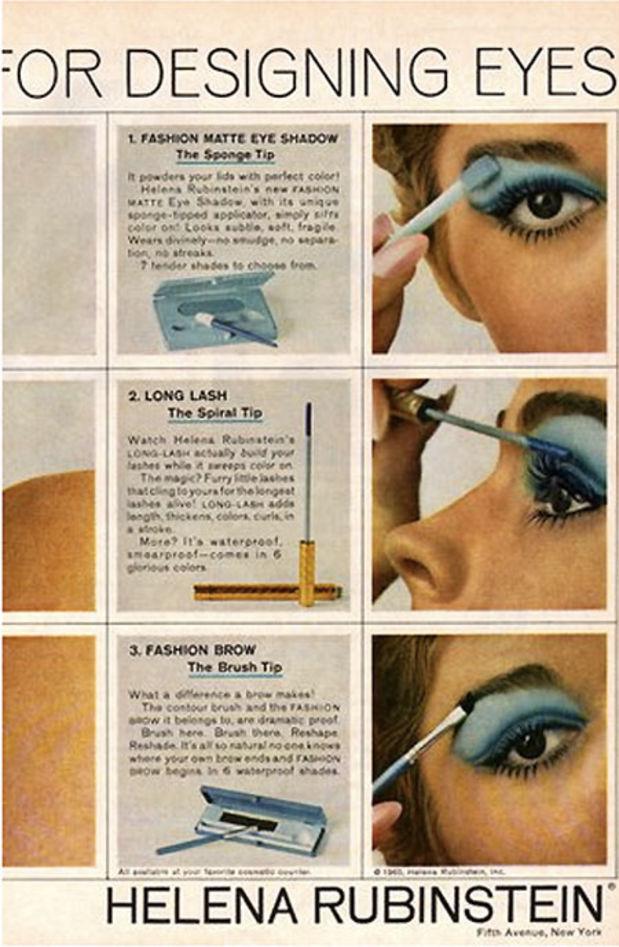 FOR DESIGNING EYES
1. FASHION MATTE EYE SHADOW
The Sponge Tip
It powders your lids with perfect color!
Helena Rubinstein's new FASHION
MATTE Eye Shadow, with its unique
sponge-tipped applicator, simply sifts
color on! Looks subtle, soft, fragile.
Wears divinely—no smudge, no separa-
tion, no streaks.
7 tender shades to choose from.
2. LONG LASH
The Spiral Tip
Watch Helena Rubinstein's
LONG-LASH actually build your
lashes while it sweeps color on.
The magic? Furry little lashes
that cling to yours for the longest
lashes alive! LONG-LASH adds
length, thickens, colors, curls, in
a stroke.
More? It's waterproof,
smearproof—comes in 6
glorious colors.
3. FASHION BROW
The Brush Tip
What a difference a brow makes!
The contour brush and the FASHION
BROW it belongs to, are dramatic proof.
Brush here. Brush there. Reshape.
Reshade. It's all so natural no one knows
where your own brow ends and FASHION
BROW begins. In 6 waterproof shades.
All available at your favorite cosmetic counter.
© 1965, Helena Rubinstein, Inc.
HELENA RUBINSTEIN®
Fifth Avenue, New York